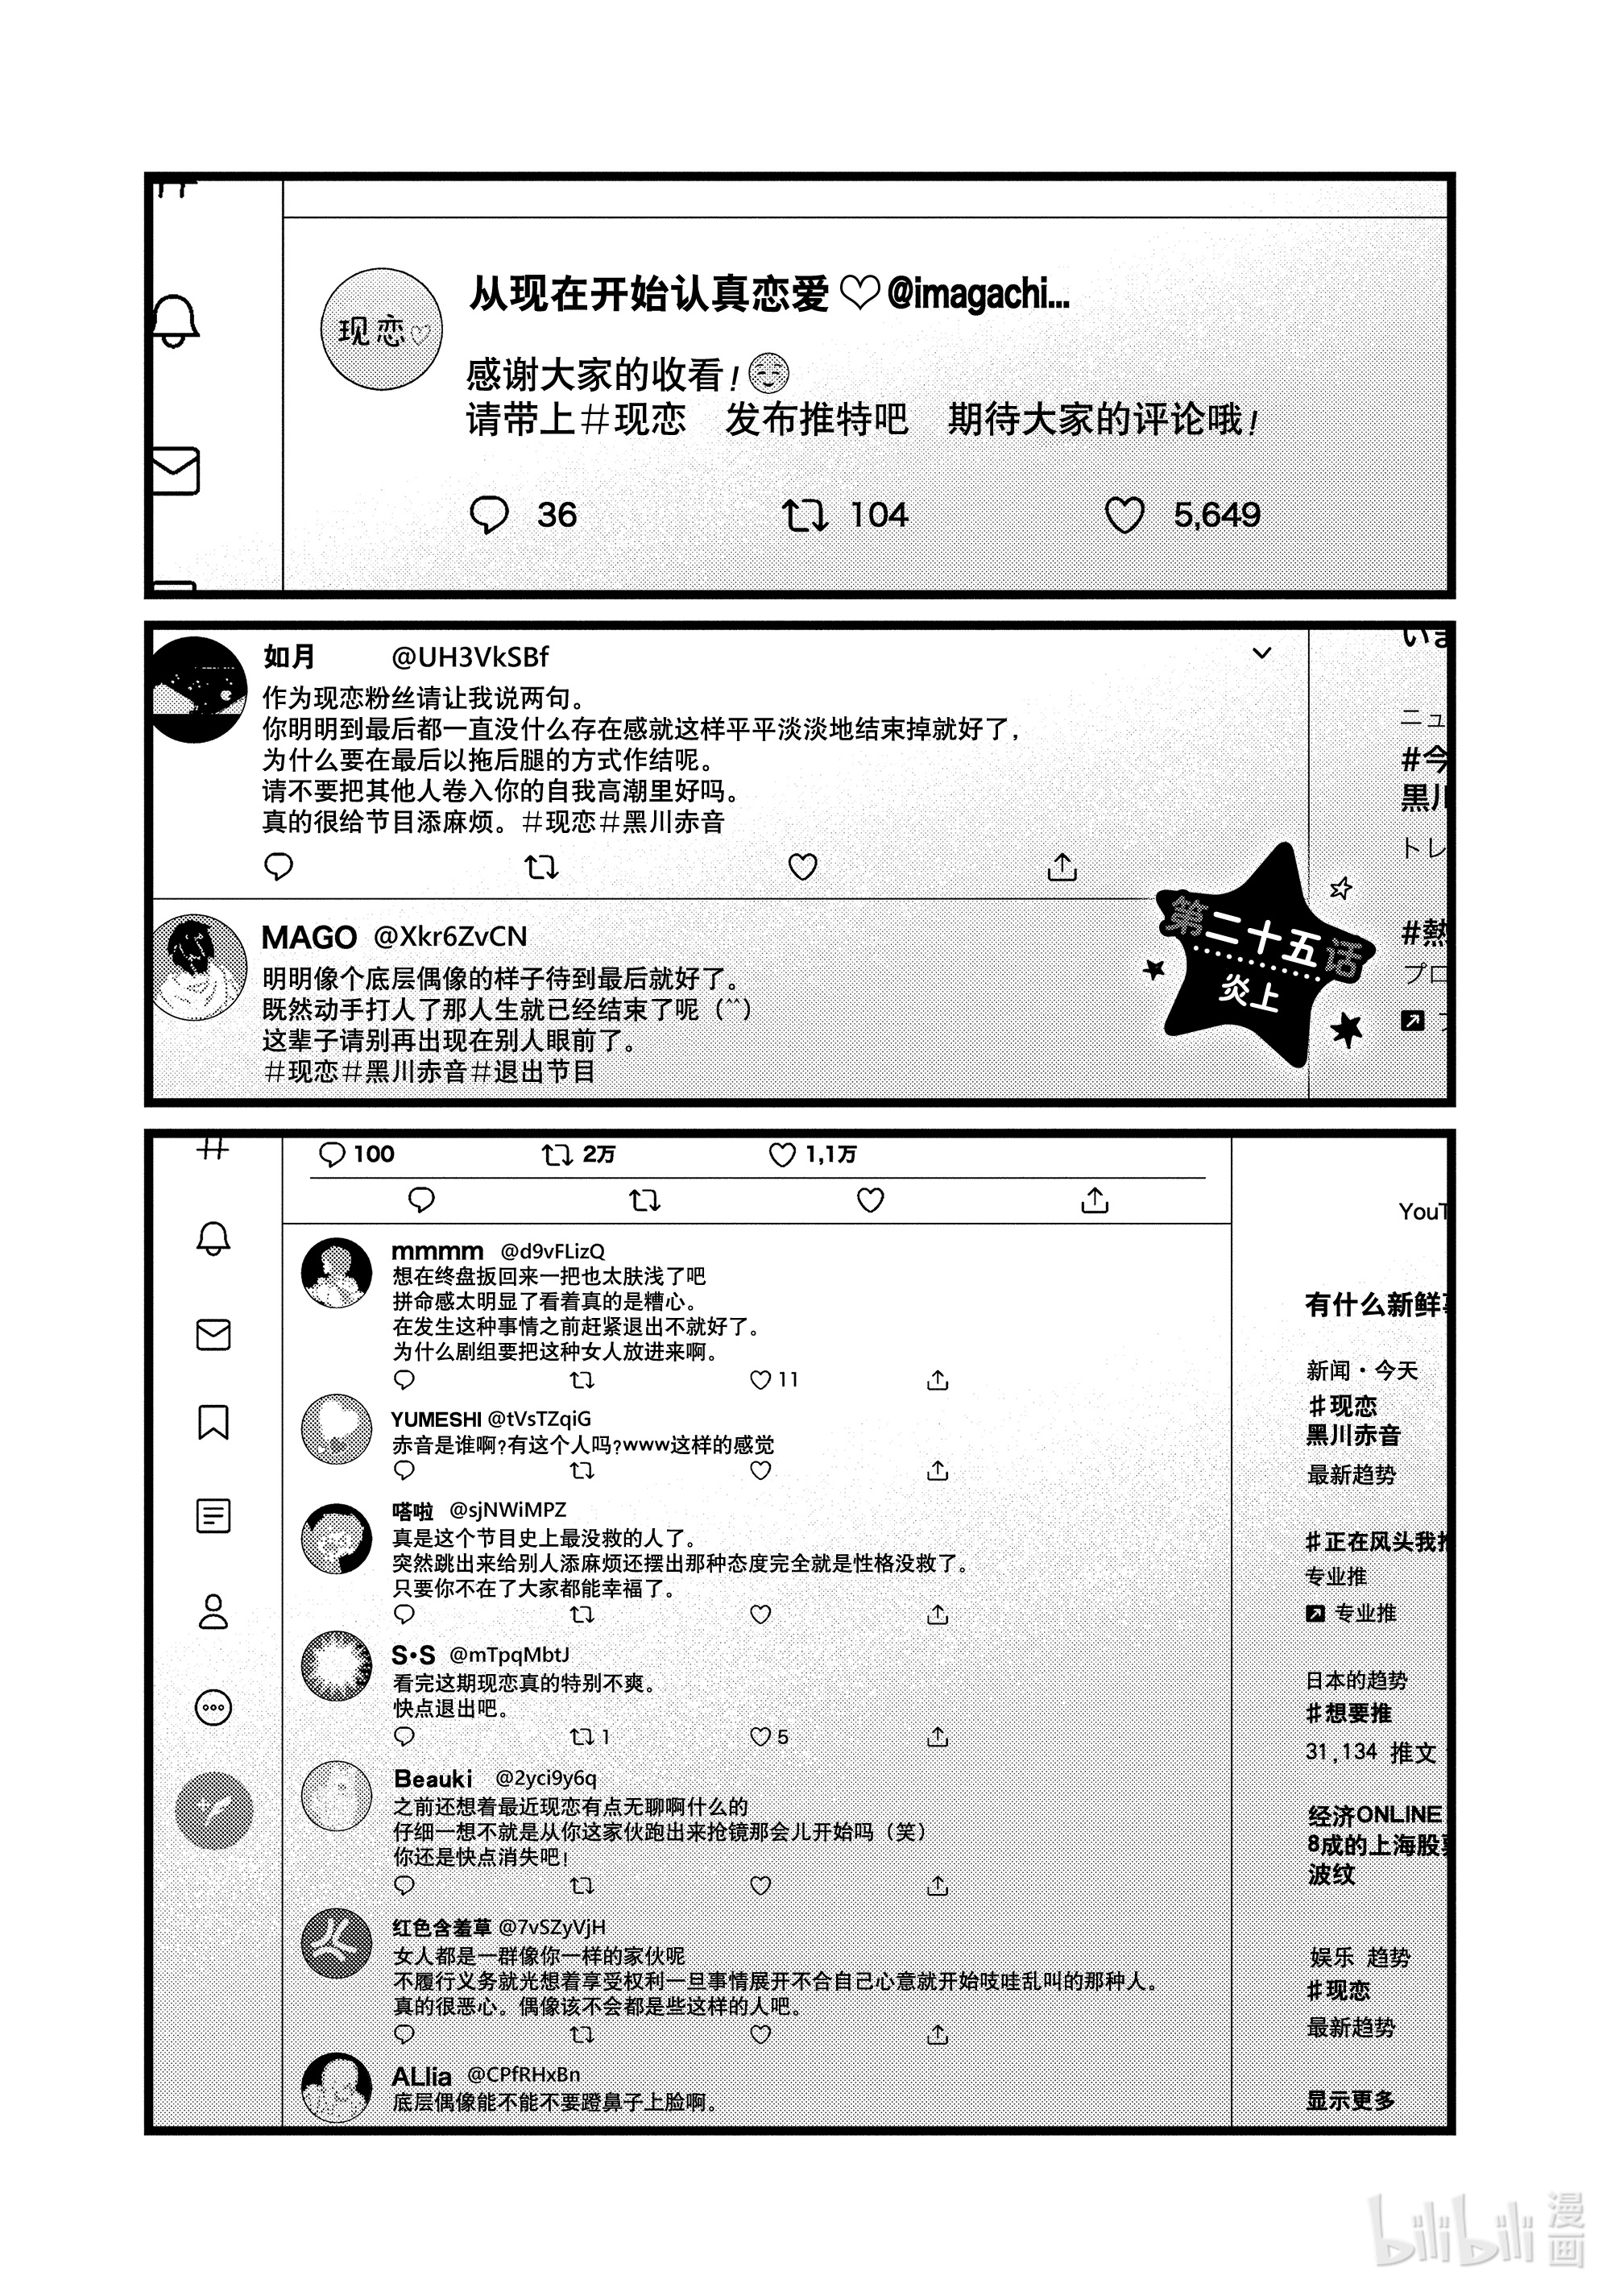 从现在开始认真恋爱♡@imagachi...
现恋♡
感谢大家的收看!
请带上#现恋 发布推特吧 期待大家的评论哦!
36 104 5,649
如月 @UH3VkSBf
作为现恋粉丝请让我说两句。
你明明到最后都一直没什么存在感就这样平平淡淡地结束掉就好了,
为什么要在最后以拖后腿的方式作结呢。
请不要把其他人卷入你的自我高潮里好吗。
真的很给节目添麻烦。#现恋#黑川赤音
MAGO @Xkr6ZvCN
明明像个底层偶像的样子待到最后就好了。
既然动手打人了那人生就已经结束了呢(^^)
这辈子请别再出现在别人眼前了。
#现恋#黑川赤音#退出节目
ニュ
#今
黒川
トレ
#熱
プロ
第二十五话
炎上
100 2万 1,1万
mmmm @d9vFLizQ
想在终盘扳回来一把也太肤浅了吧
拼命感太明显了看着真的是糟心。
在发生这种事情之前赶紧退出不就好了。
为什么剧组要把这种女人放进来啊。
11
YUMESHI @tVsTZqiG
赤音是谁啊?有这个人吗?www这样的感觉
嗒啦 @sjNWiMPZ
真是这个节目史上最没救的人了。
突然跳出来给别人添麻烦还摆出那种态度完全就是性格没救了。
只要你不在了大家都能幸福了。
S·S @mTpqMbtJ
看完这期现恋真的特别不爽。
快点退出吧。
1 5
Beauki @2yci9y6q
之前还想着最近现恋有点无聊啊什么的
仔细一想不就是从你这家伙跑出来抢镜那会儿开始吗(笑)
你还是快点消失吧!
红色含羞草 @7vSZyVjH
女人都是一群像你一样的家伙呢
不履行义务就光想着享受权利一旦事情展开不合自己心意就开始吱哇乱叫的那种人。
真的很恶心。偶像该不会都是些这样的人吧。
ALlia @CPfRHxBn
底层偶像能不能不要蹬鼻子上脸啊。
YouT
有什么新鲜事
新闻·今天
#现恋
黑川赤音
最新趋势
#正在风头我推
专业推
专业推
日本的趋势
#想要推
31,134 推文
经济ONLINE
8成的上海股票
波纹
娱乐 趋势
#现恋
最新趋势
显示更多
bilibili 漫画